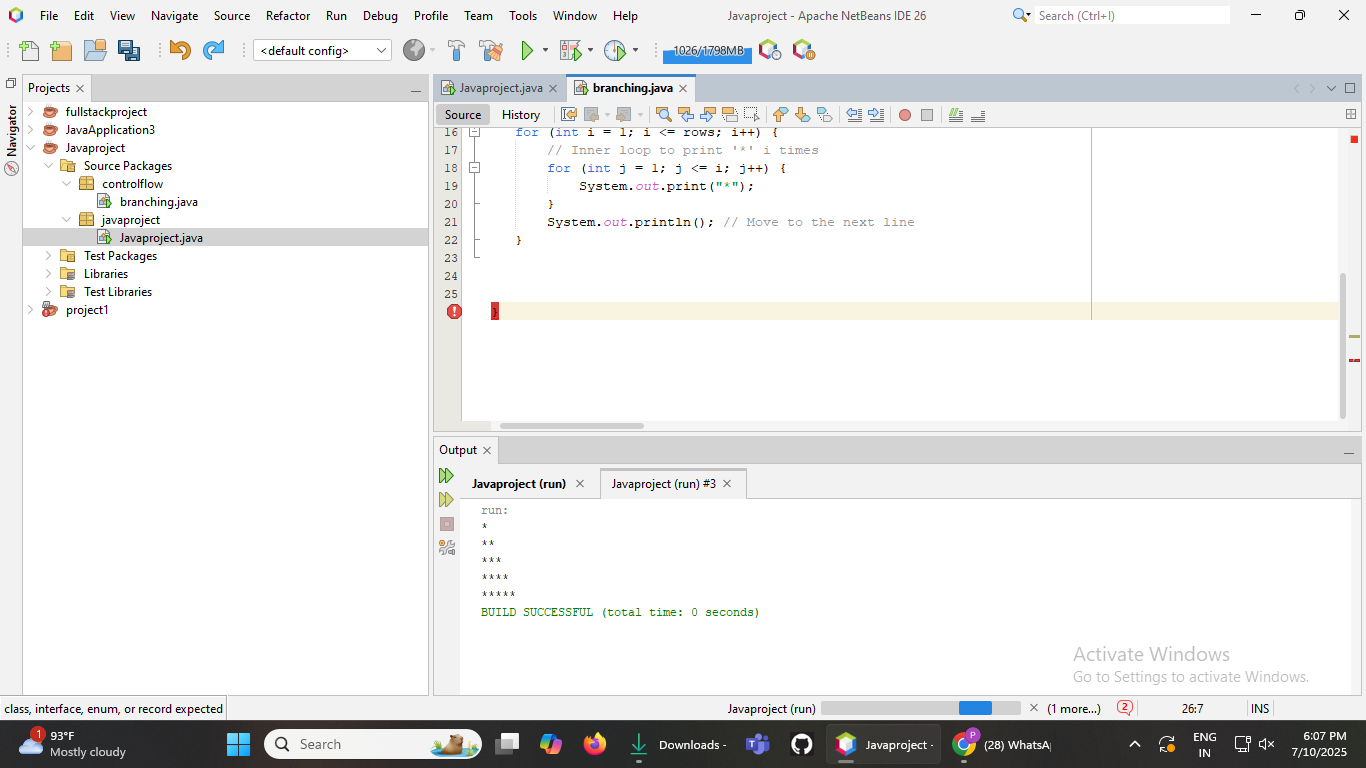 File Edit View Navigate Source Refactor Run Debug Profile Team Tools Window Help
Javaproject - Apache NetBeans IDE 26
Search (Ctrl+I)
<default config>
1026/1798MB
Projects
Navigator
fullstackproject
JavaApplication3
Javaproject
Source Packages
controlflow
branching.java
javaproject
Javaproject.java
Test Packages
Libraries
Test Libraries
project1
Javaproject.java
branching.java
Source History
16 for (int i = 1; i <= rows; i++) {
17 // Inner loop to print '*' i times
18 for (int j = 1; j <= i; j++) {
19 System.out.print("*");
20 }
21 System.out.println(); // Move to the next line
22 }
23
24
25
}
Output
Javaproject (run)
Javaproject (run) #3
run:
*
**
***
****
*****
BUILD SUCCESSFUL (total time: 0 seconds)
Activate Windows
Go to Settings to activate Windows.
class, interface, enum, or record expected
Javaproject (run)
(1 more...)
2
26:7
INS
1
93°F
Mostly cloudy
Search
Downloads -
Javaproject -
P
(28) WhatsA
ENG
IN
6:07 PM
7/10/2025